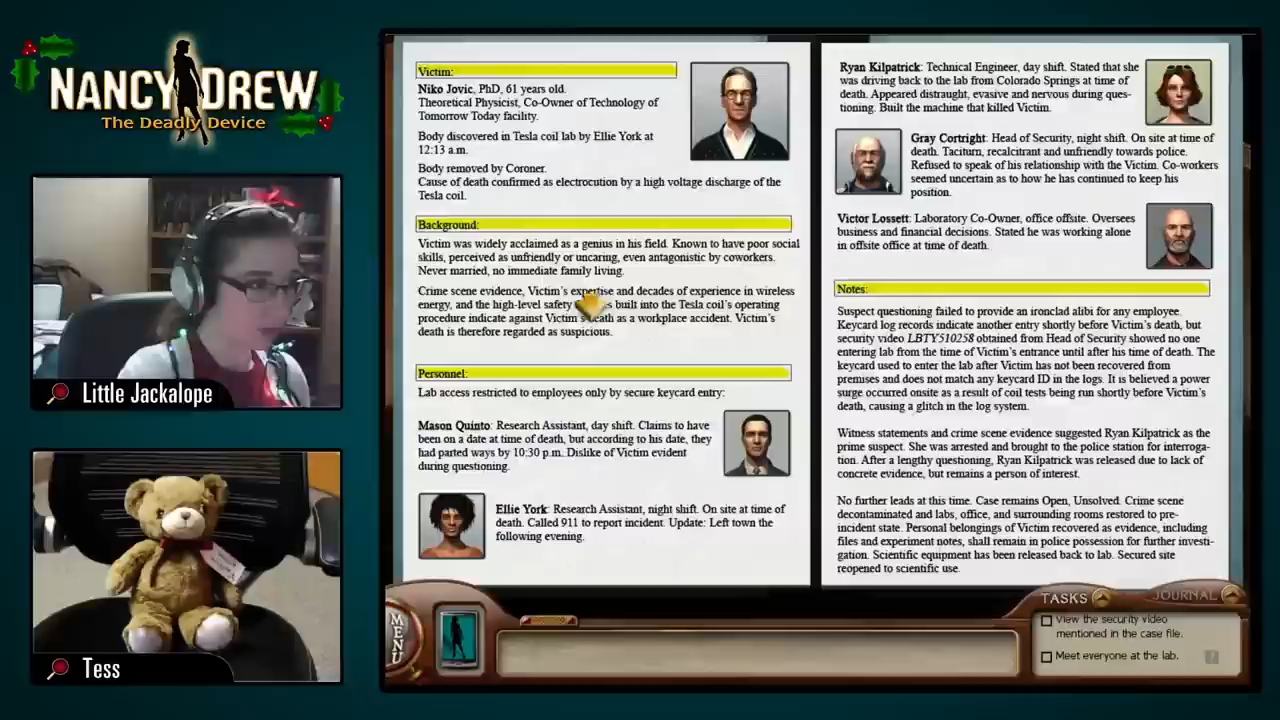 NANCY DREW
The Deadly Device
Little Jackalope
Tess
Victim:
Niko Jovic, PhD, 61 years old.
Theoretical Physicist, Co-Owner of Technology of
Tomorrow Today facility.
Body discovered in Tesla coil lab by Ellie York at
12:13 a.m.
Body removed by Coroner.
Cause of death confirmed as electrocution by a high voltage discharge of the
Tesla coil.
Background:
Victim was widely acclaimed as a genius in his field. Known to have poor social
skills, perceived as unfriendly or uncaring, even antagonistic by coworkers.
Never married, no immediate family living.
Crime scene evidence, Victim's expertise and decades of experience in wireless
energy, and the high-level safety built into the Tesla coil's operating
procedure indicate against Victim's death as a workplace accident. Victim's
death is therefore regarded as suspicious.
Personnel:
Lab access restricted to employees only by secure keycard entry:
Mason Quinto: Research Assistant, day shift. Claims to have
been on a date at time of death, but according to his date, they
had parted ways by 10:30 p.m. Dislike of Victim evident
during questioning.
Ellie York: Research Assistant, night shift. On site at time of
death. Called 911 to report incident. Update: Left town the
following evening.
Ryan Kilpatrick: Technical Engineer, day shift. Stated that she
was driving back to the lab from Colorado Springs at time of
death. Appeared distraught, evasive and nervous during ques-
tioning. Built the machine that killed Victim.
Gray Cortright: Head of Security, night shift. On site at time of
death. Taciturn, recalcitrant and unfriendly towards police.
Refused to speak of his relationship with the Victim. Co-workers
seemed uncertain as to how he has continued to keep his
position.
Victor Lossett: Laboratory Co-Owner, office offsite. Oversees
business and financial decisions. Stated he was working alone
in offsite office at time of death.
Notes:
Suspect questioning failed to provide an ironclad alibi for any employee.
Keycard log records indicate another entry shortly before Victim's death, but
security video LBTY510258 obtained from Head of Security showed no one
entering lab from the time of Victim's entrance until after his time of death. The
keycard used to enter the lab after Victim has not been recovered from
premises and does not match any keycard ID in the logs. It is believed a power
surge occurred onsite as a result of coil tests being run shortly before Victim's
death, causing a glitch in the log system.
Witness statements and crime scene evidence suggested Ryan Kilpatrick as the
prime suspect. She was arrested and brought to the police station for interroga-
tion. After a lengthy questioning, Ryan Kilpatrick was released due to lack of
concrete evidence, but remains a person of interest.
No further leads at this time. Case remains Open, Unsolved. Crime scene
decontaminated and labs, office, and surrounding rooms restored to pre-
incident state. Personal belongings of Victim recovered as evidence, including
files and experiment notes, shall remain in police possession for further investi-
gation. Scientific equipment has been released back to lab. Secured site
reopened to scientific use.
MENU
TASKS
JOURNAL
View the security video
mentioned in the case file.
Meet everyone at the lab.
?